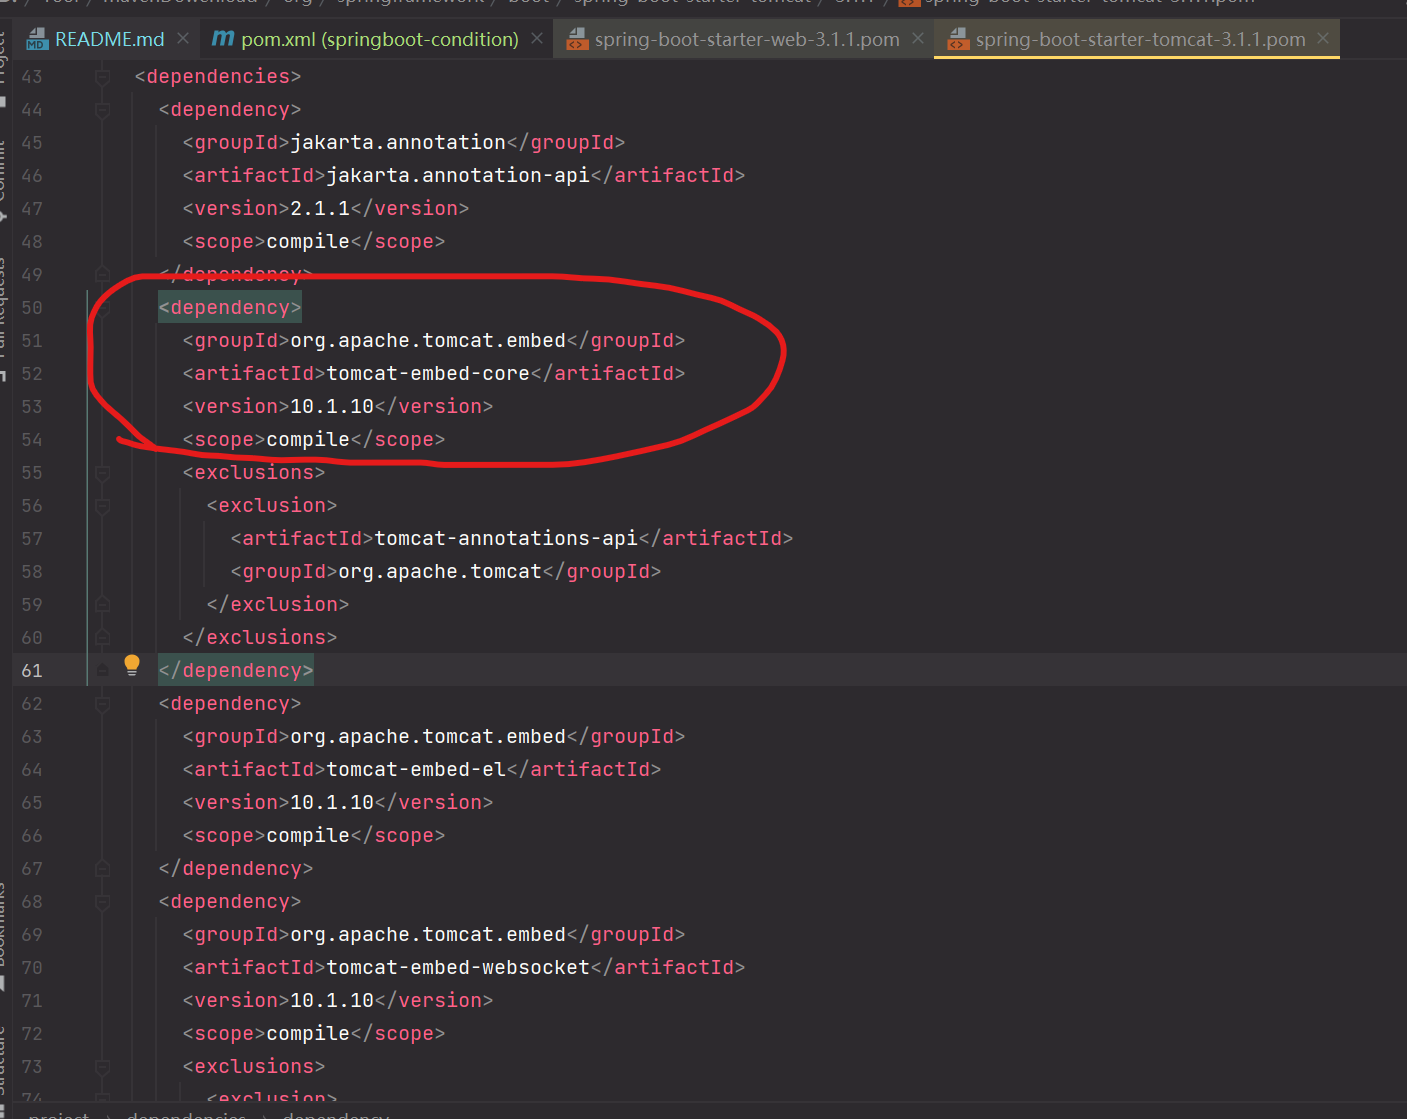 README.md
pom.xml (springboot-condition)
spring-boot-starter-web-3.1.1.pom
spring-boot-starter-tomcat-3.1.1.pom
43 <dependencies>
44 <dependency>
45 <groupId>jakarta.annotation</groupId>
46 <artifactId>jakarta.annotation-api</artifactId>
47 <version>2.1.1</version>
48 <scope>compile</scope>
49 </dependency>
50 <dependency>
51 <groupId>org.apache.tomcat.embed</groupId>
52 <artifactId>tomcat-embed-core</artifactId>
53 <version>10.1.10</version>
54 <scope>compile</scope>
55 <exclusions>
56 <exclusion>
57 <artifactId>tomcat-annotations-api</artifactId>
58 <groupId>org.apache.tomcat</groupId>
59 </exclusion>
60 </exclusions>
61 </dependency>
62 <dependency>
63 <groupId>org.apache.tomcat.embed</groupId>
64 <artifactId>tomcat-embed-el</artifactId>
65 <version>10.1.10</version>
66 <scope>compile</scope>
67 </dependency>
68 <dependency>
69 <groupId>org.apache.tomcat.embed</groupId>
70 <artifactId>tomcat-embed-websocket</artifactId>
71 <version>10.1.10</version>
72 <scope>compile</scope>
73 <exclusions>
74 <exclusion>
project › dependencies › dependency